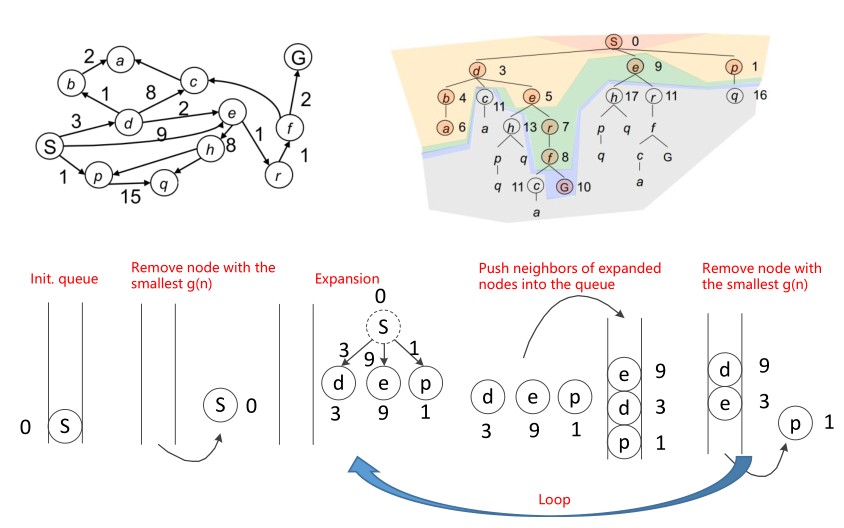 G
2
a
b
c
1
8
2
3
d
e
2
9
f
S
1
h
8
1
1
p
q
r
15
S 0
d 3
e 9
p 1
b 4
c
11
e 5
h 17
r 11
q 16
a 6
a
h 13
r 7
p
q
f
p
q
f 8
q
c
G
q
11 c
G 10
a
a
Init. queue
Remove node with the
smallest g(n)
Expansion
Push neighbors of expanded
nodes into the queue
Remove node with
the smallest g(n)
0
S
3
9
1
d
e
p
3
9
1
0
S
S
0
d
e
p
3
9
1
e 9
d 3
p 1
d 9
e 3
p 1
Loop